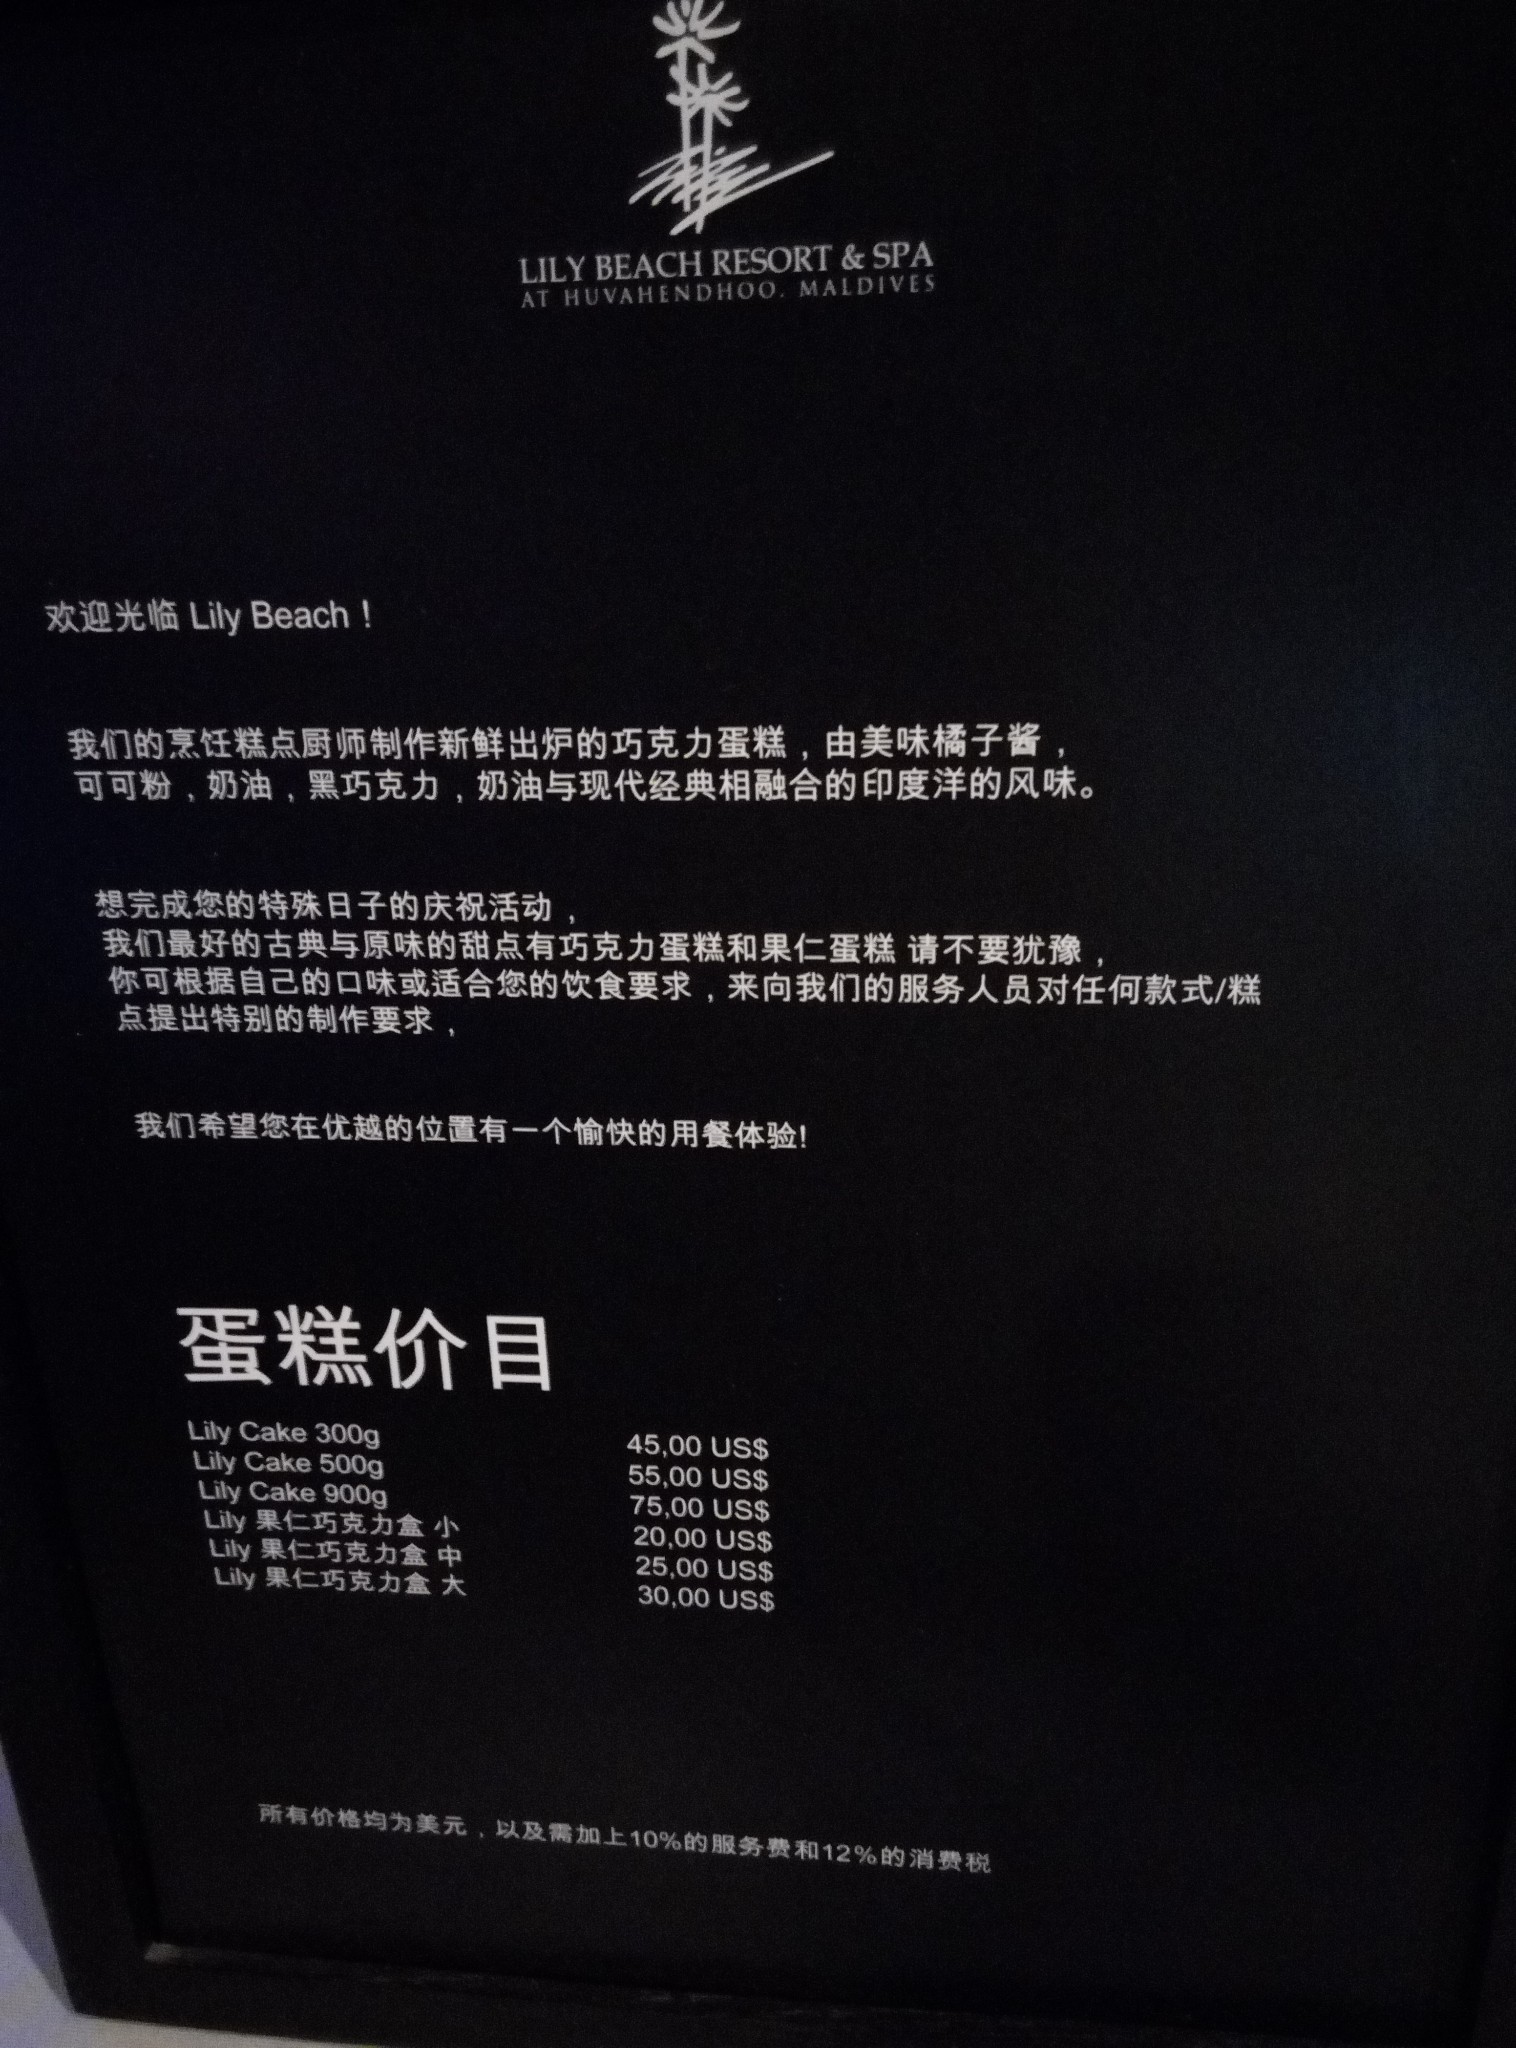 LILY BEACH RESORT & SPA
AT HUVAHENDHOO. MALDIVES
欢迎光临 Lily Beach！
我们的烹饪糕点厨师制作新鲜出炉的巧克力蛋糕，由美味橘子酱，
可可粉，奶油，黑巧克力，奶油与现代经典相融合的印度洋的风味。
想完成您的特殊日子的庆祝活动，
我们最好的古典与原味的甜点有巧克力蛋糕和果仁蛋糕 请不要犹豫，
你可根据自己的口味或适合您的饮食要求，来向我们的服务人员对任何款式/糕
点提出特别的制作要求，
我们希望您在优越的位置有一个愉快的用餐体验!
蛋糕价目
Lily Cake 300g 45,00 US$
Lily Cake 500g 55,00 US$
Lily Cake 900g 75,00 US$
Lily 果仁巧克力盒 小 20,00 US$
Lily 果仁巧克力盒 中 25,00 US$
Lily 果仁巧克力盒 大 30,00 US$
所有价格均为美元，以及需加上10%的服务费和12%的消费税